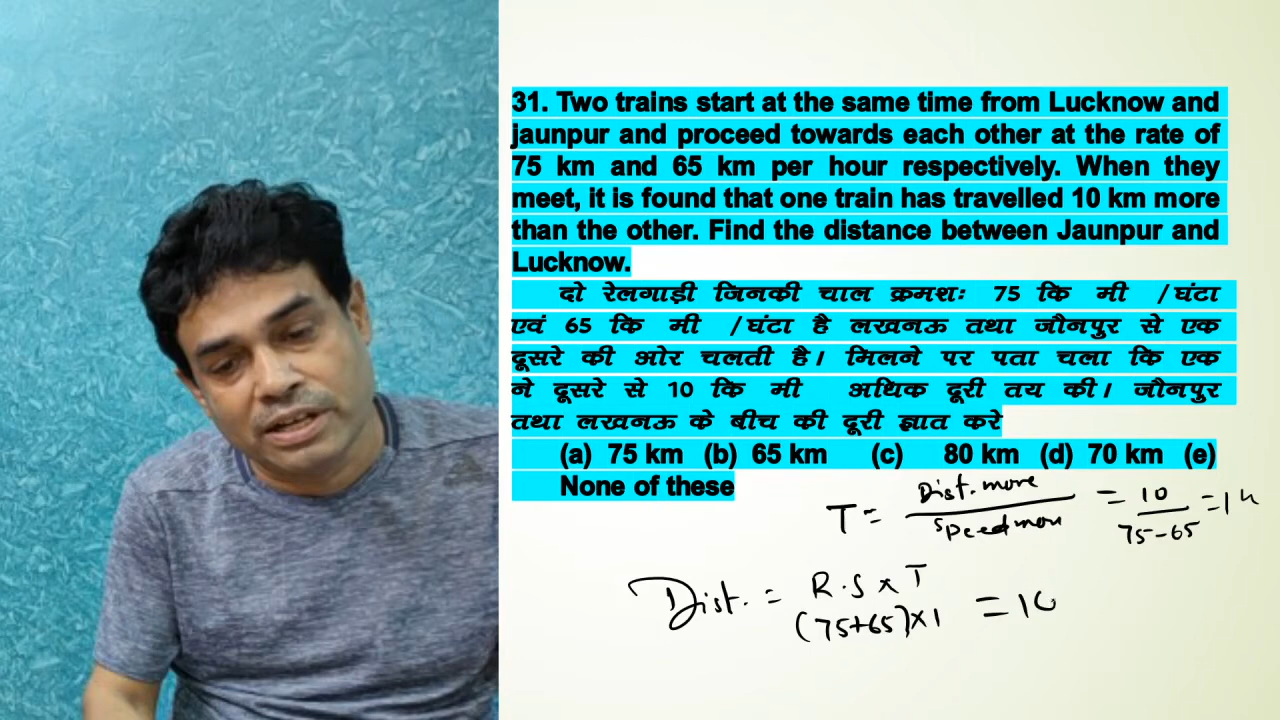 31. Two trains start at the same time from Lucknow and
jaunpur and proceed towards each other at the rate of
75 km and 65 km per hour respectively. When they
meet, it is found that one train has travelled 10 km more
than the other. Find the distance between Jaunpur and
Lucknow.
दो रेलगाड़ी जिनकी चाल क्रमशः 75 कि मी /घंटा
एवं 65 कि मी /घंटा है लखनऊ तथा जौनपुर से एक
दूसरे की ओर चलती है। मिलने पर पता चला कि एक
ने दूसरे से 10 कि मी अधिक दूरी तय की। जौनपुर
तथा लखनऊ के बीच की दूरी ज्ञात करे
(a) 75 km (b) 65 km (c) 80 km (d) 70 km (e)
None of these
T = Dist. more / Speed more = 10 / 75-65 = 1 h
Dist. = R.S x T
(75+65)x1 = 10